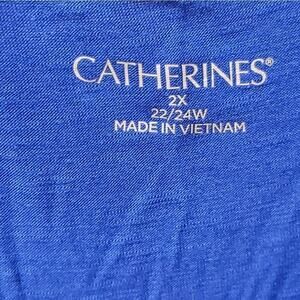 CATHERINES®
2X
22/24W
MADE IN VIETNAM